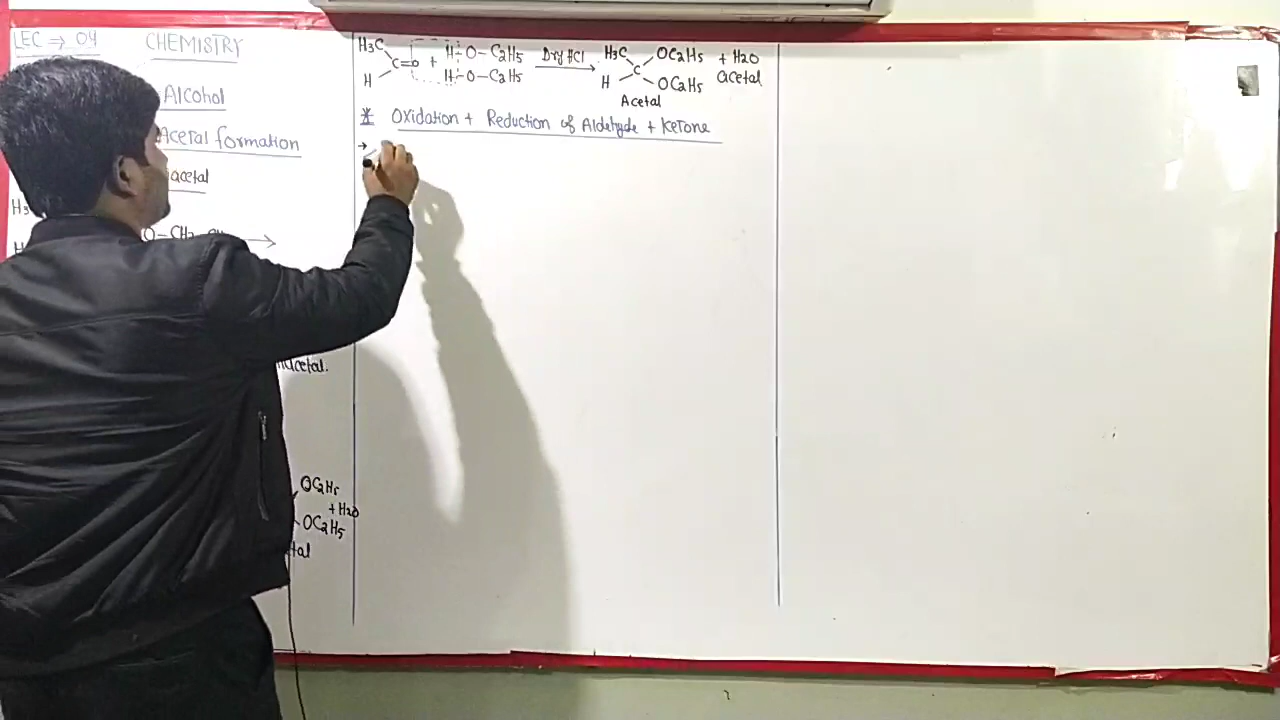 LEC → 04 CHEMISTRY
Alcohol
Acetal formation
acetal
H3
O-CH2
acetal.
OC2H5
+ H2O
OC2H5
tal
H3C H-O-C2H5 Dry HCl H3C OC2H5 + H2O
C=O + → C
H H-O-C2H5 H OC2H5 acetal
Acetal
* Oxidation + Reduction of Aldehyde + Ketone
→